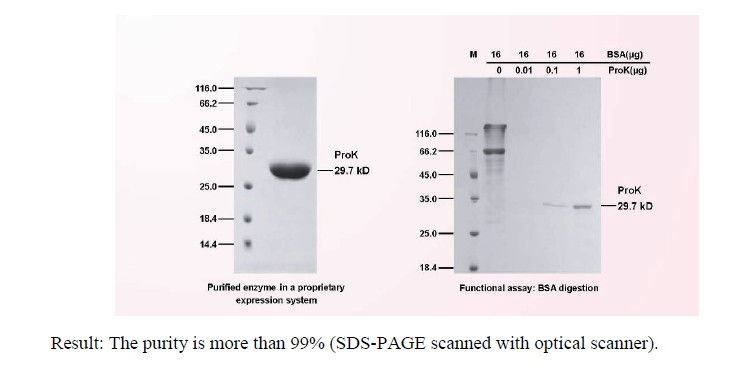 M 16 16 16 16 BSA(µg)
0 0.01 0.1 1 ProK(µg)
116.0
66.2
45.0
35.0
25.0
18.4
14.4
ProK
29.7 kD
116.0
66.2
45.0
35.0
25.0
18.4
ProK
29.7 kD
Purified enzyme in a proprietary
expression system
Functional assay: BSA digestion
Result: The purity is more than 99% (SDS-PAGE scanned with optical scanner).